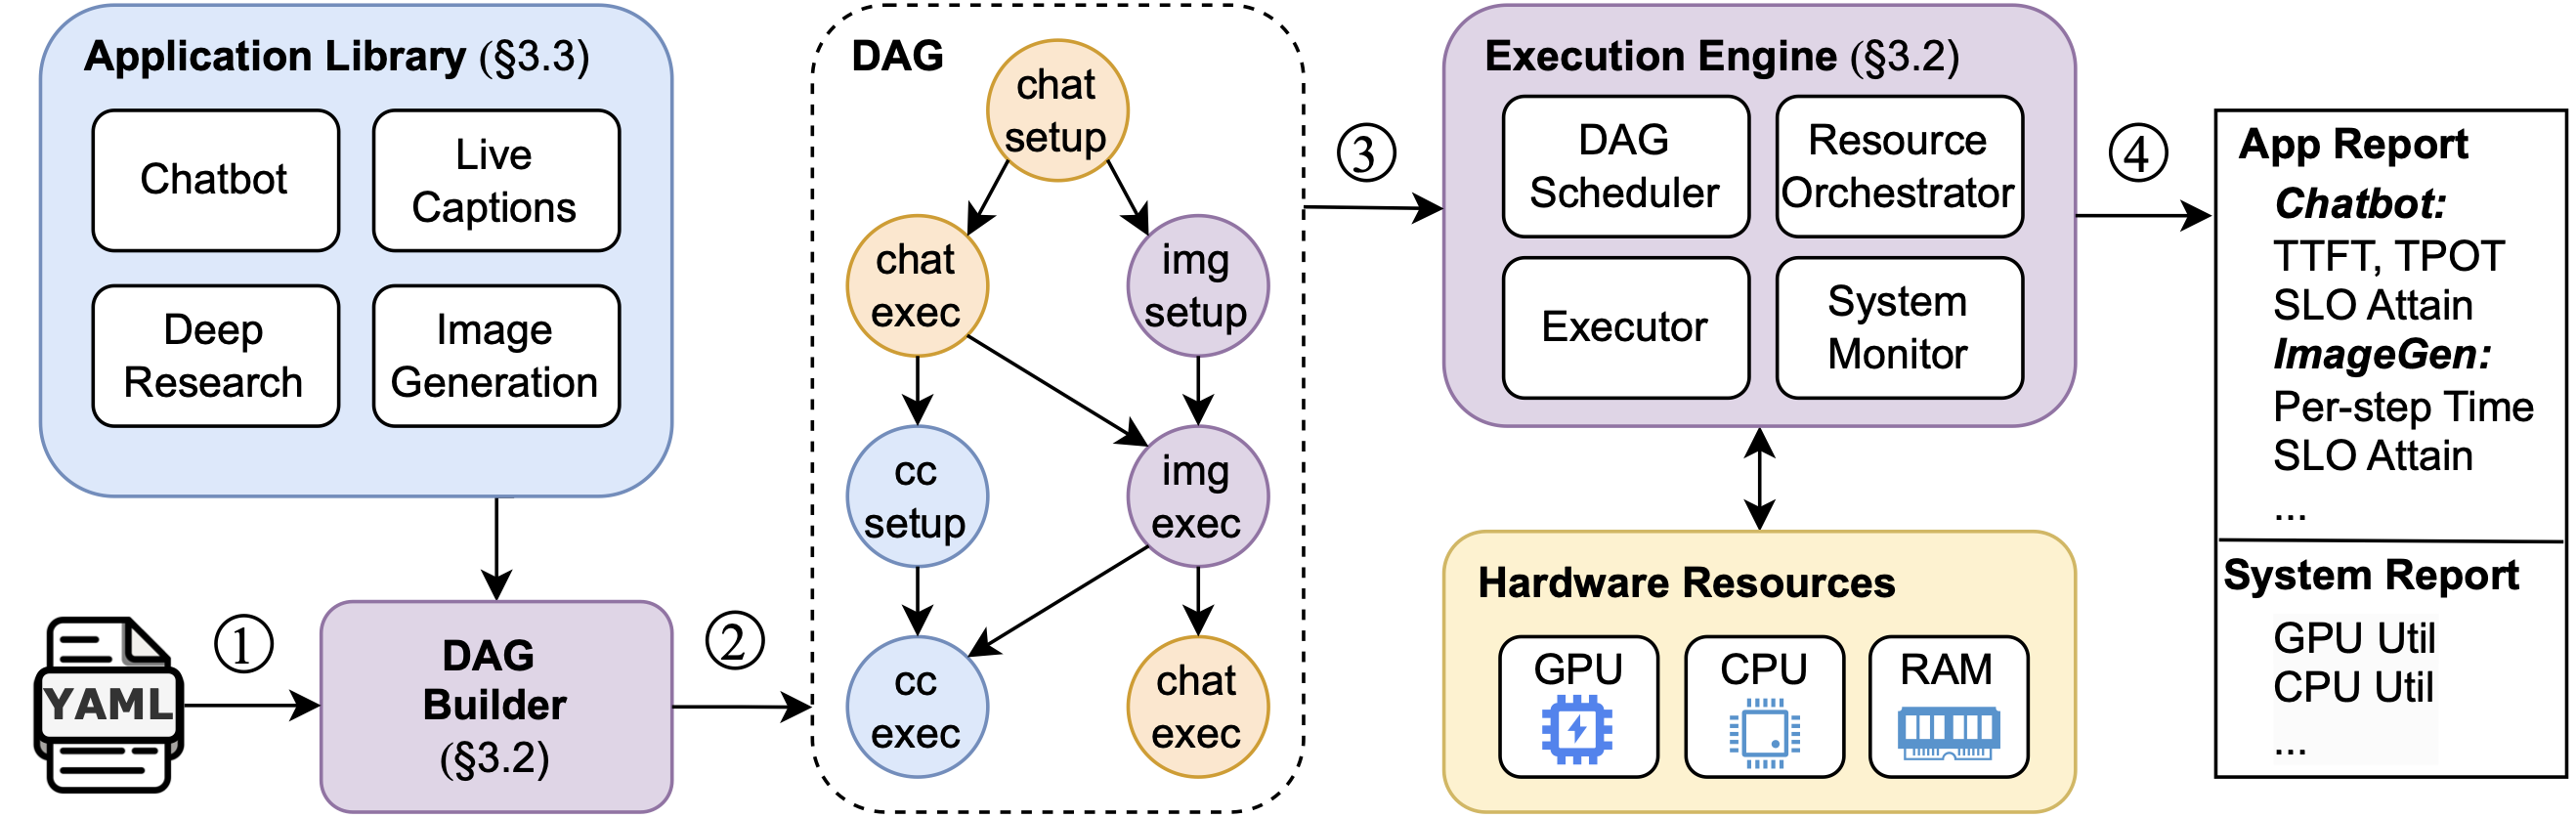 Application Library (§3.3)
Chatbot
Live
Captions
Deep
Research
Image
Generation
YAML
①
DAG
Builder
(§3.2)
②
DAG
chat
setup
chat
exec
img
setup
cc
setup
img
exec
cc
exec
chat
exec
③
Execution Engine (§3.2)
DAG
Scheduler
Resource
Orchestrator
Executor
System
Monitor
Hardware Resources
GPU
CPU
RAM
④
App Report
Chatbot:
TTFT, TPOT
SLO Attain
ImageGen:
Per-step Time
SLO Attain
...
System Report
GPU Util
CPU Util
...